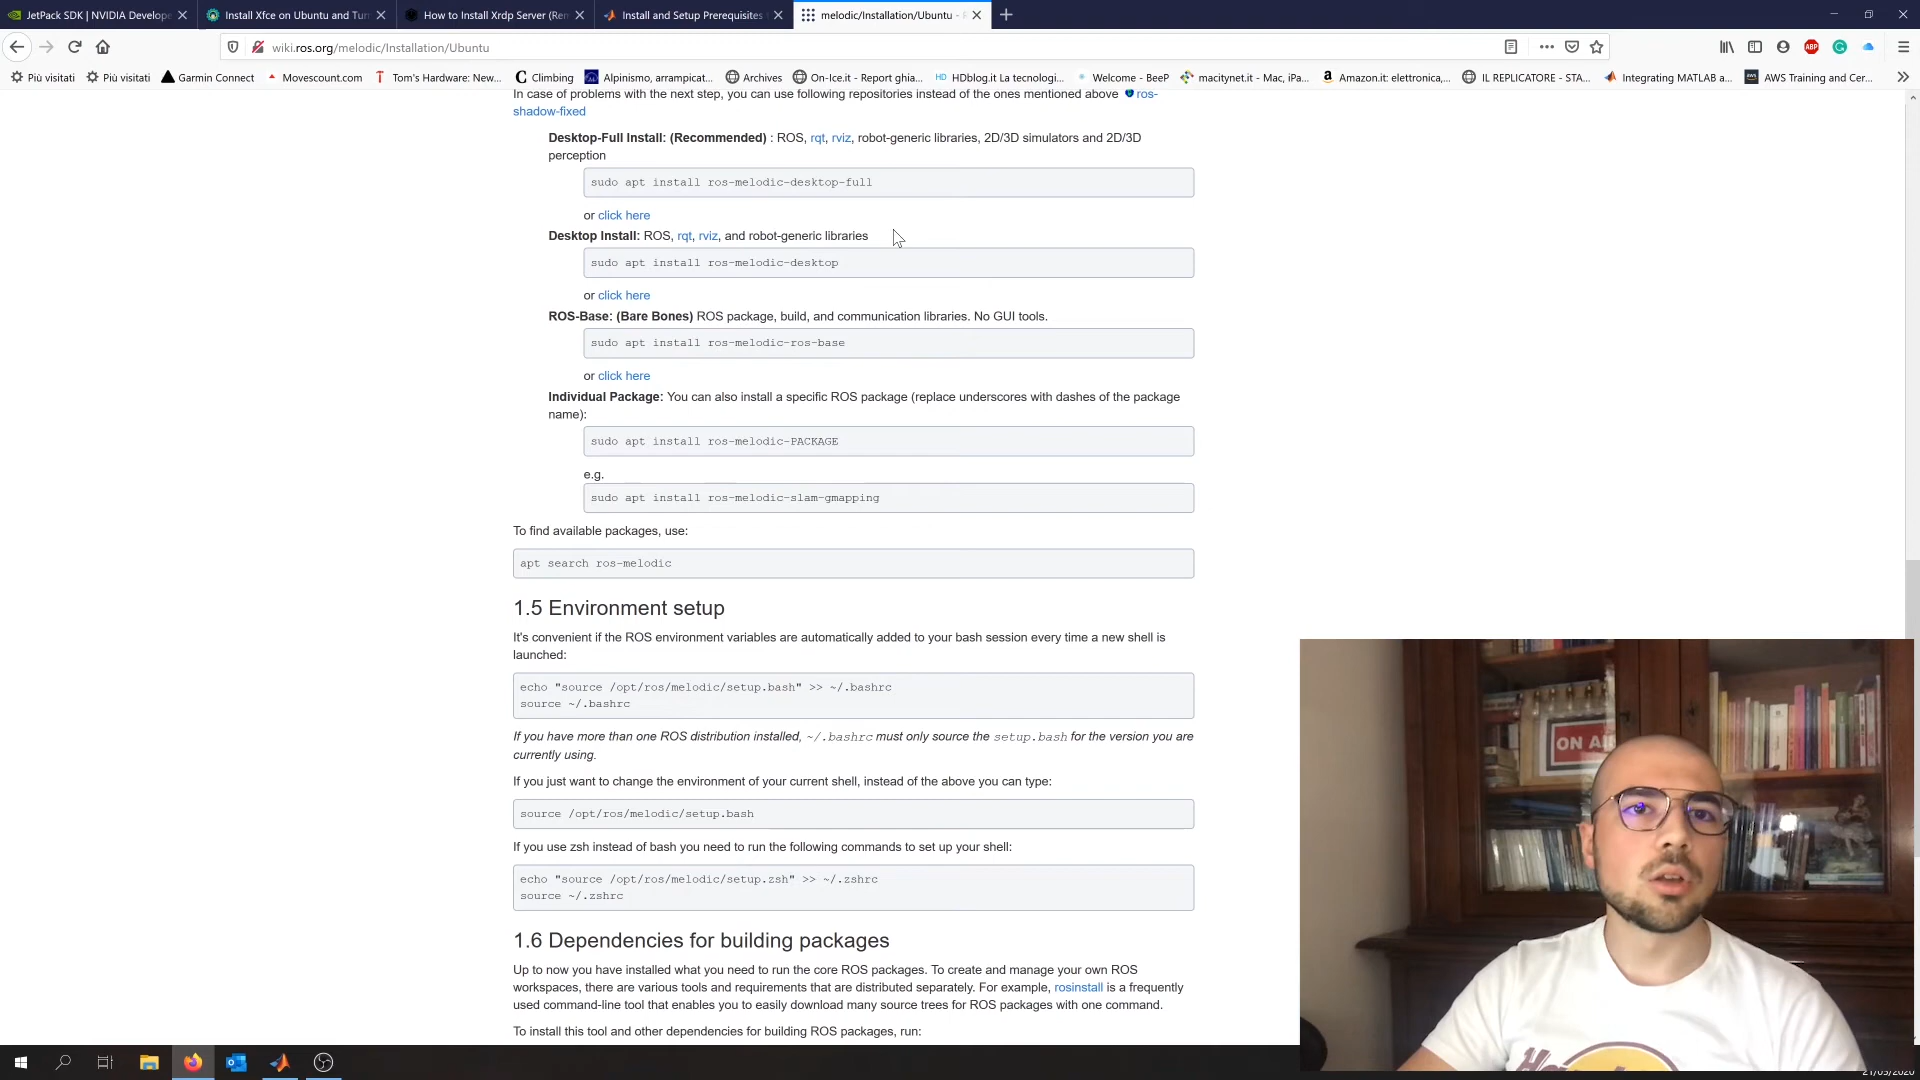 JetPack SDK | NVIDIA Develope
Install Xfce on Ubuntu and Tur
How to Install Xrdp Server (Rem
Install and Setup Prerequisites
melodic/Installation/Ubuntu -
wiki.ros.org/melodic/Installation/Ubuntu
Più visitati
Più visitati
Garmin Connect
Movescount.com
Tom's Hardware: New...
Climbing
Alpinismo, arrampicat...
Archives
On-Ice.it - Report ghia...
HDblog.it La tecnologi...
Welcome - BeeP
macitynet.it - Mac, iPa...
Amazon.it: elettronica,...
IL REPLICATORE - STA...
Integrating MATLAB a...
AWS Training and Cer...
In case of problems with the next step, you can use following repositories instead of the ones mentioned above ros-
shadow-fixed
Desktop-Full Install: (Recommended) : ROS, rqt, rviz, robot-generic libraries, 2D/3D simulators and 2D/3D
perception
sudo apt install ros-melodic-desktop-full
or click here
Desktop Install: ROS, rqt, rviz, and robot-generic libraries
sudo apt install ros-melodic-desktop
or click here
ROS-Base: (Bare Bones) ROS package, build, and communication libraries. No GUI tools.
sudo apt install ros-melodic-ros-base
or click here
Individual Package: You can also install a specific ROS package (replace underscores with dashes of the package
name):
sudo apt install ros-melodic-PACKAGE
e.g.
sudo apt install ros-melodic-slam-gmapping
To find available packages, use:
apt search ros-melodic
1.5 Environment setup
It's convenient if the ROS environment variables are automatically added to your bash session every time a new shell is
launched:
echo "source /opt/ros/melodic/setup.bash" >> ~/.bashrc
source ~/.bashrc
If you have more than one ROS distribution installed, ~/.bashrc must only source the setup.bash for the version you are
currently using.
If you just want to change the environment of your current shell, instead of the above you can type:
source /opt/ros/melodic/setup.bash
If you use zsh instead of bash you need to run the following commands to set up your shell:
echo "source /opt/ros/melodic/setup.zsh" >> ~/.zshrc
source ~/.zshrc
1.6 Dependencies for building packages
Up to now you have installed what you need to run the core ROS packages. To create and manage your own ROS
workspaces, there are various tools and requirements that are distributed separately. For example, rosinstall is a frequently
used command-line tool that enables you to easily download many source trees for ROS packages with one command.
To install this tool and other dependencies for building ROS packages, run:
ON AI
ABP